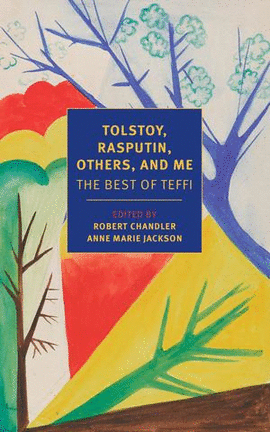 TOLSTOY,
RASPUTIN,
OTHERS, AND ME
THE BEST OF TEFFI
EDITED BY
ROBERT CHANDLER
ANNE MARIE JACKSON